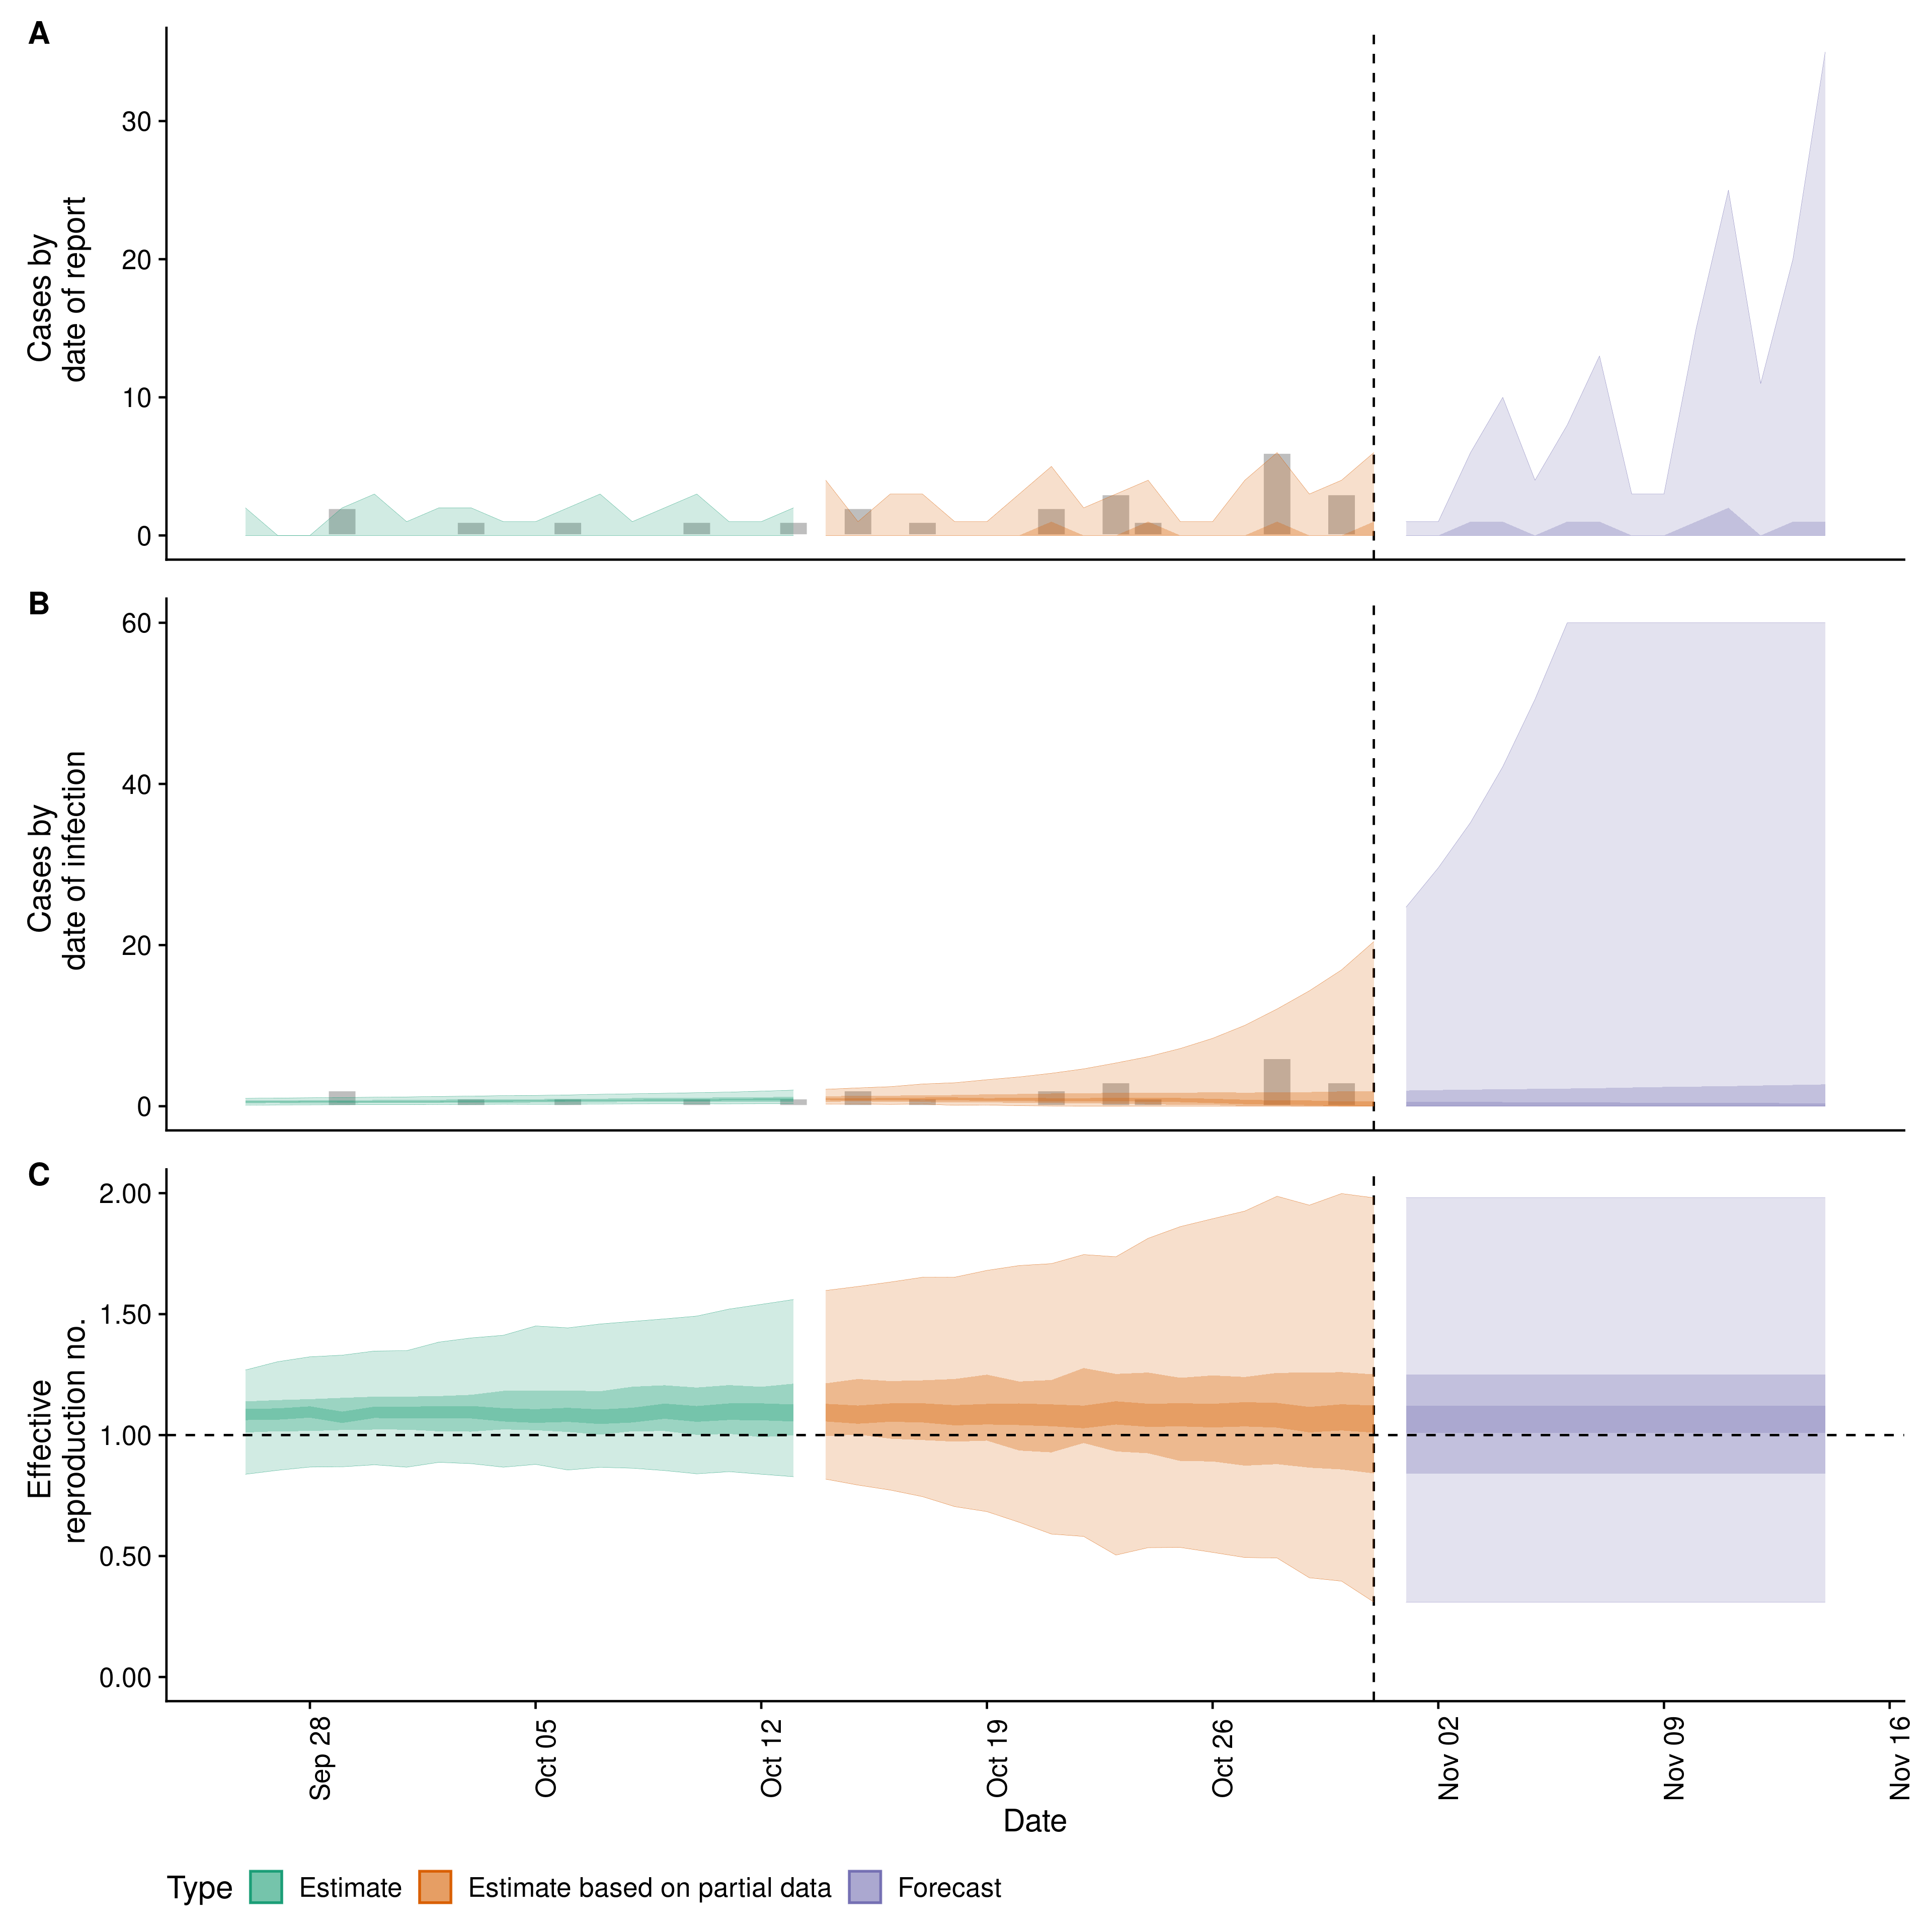 A
Cases by
date of report
30
20
10
0
B
Cases by
date of infection
60
40
20
0
C
Effective
reproduction no.
2.00
1.50
1.00
0.50
0.00
Sep 28
Oct 05
Oct 12
Oct 19
Oct 26
Nov 02
Nov 09
Nov 16
Date
Type Estimate Estimate based on partial data Forecast